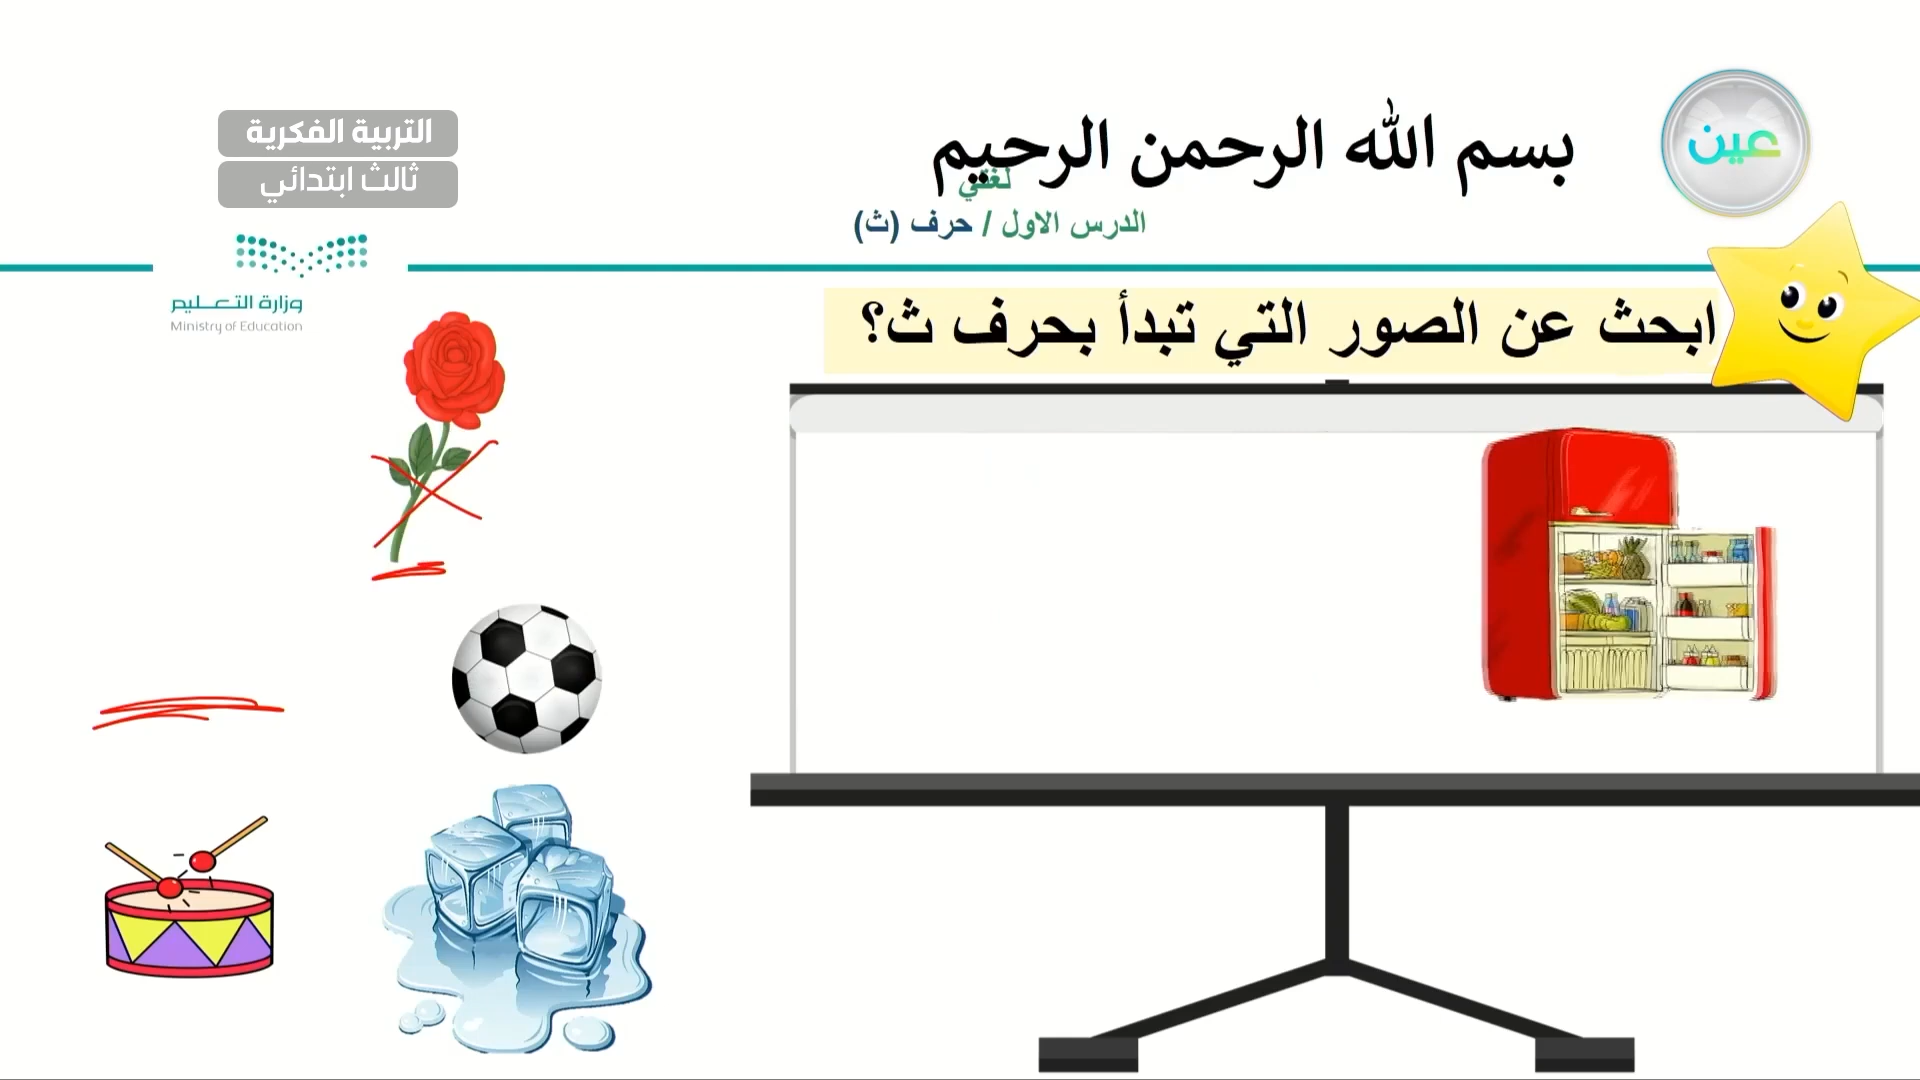 بسم الله الرحمن الرحيم
عين
التربية الفكرية
ثالث ابتدائي
لغتي
الدرس الاول / حرف (ث)
وزارة التعليم
Ministry of Education
ابحث عن الصور التي تبدأ بحرف ث؟